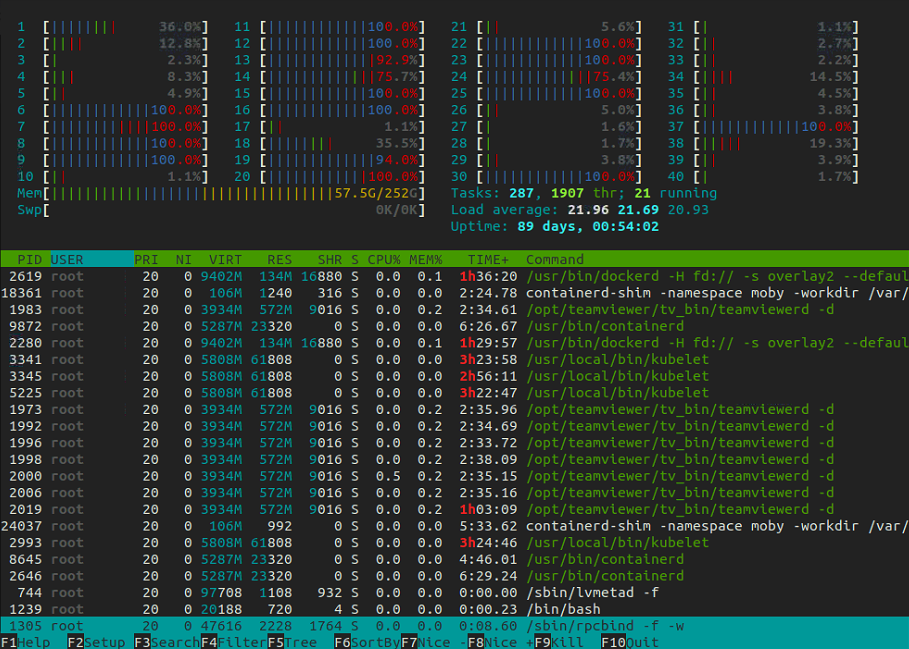 1 [|||||||| 36.0%] 11 [||||||||||||100.0%] 21 [|| 5.6%] 31 [| 1.1%]
2 [|||| 12.8%] 12 [||||||||||||100.0%] 22 [||||||||||||100.0%] 32 [| 2.7%]
3 [| 2.3%] 13 [|||||||||||||92.9%] 23 [||||||||||||100.0%] 33 [| 2.2%]
4 [||| 8.3%] 14 [|||||||||||||75.7%] 24 [|||||||||||||75.4%] 34 [|||| 14.5%]
5 [|| 4.9%] 15 [||||||||||||100.0%] 25 [||||||||||||100.0%] 35 [|| 4.5%]
6 [||||||||||||100.0%] 16 [||||||||||||100.0%] 26 [|| 5.0%] 36 [| 3.8%]
7 [||||||||||||100.0%] 17 [|| 1.1%] 27 [| 1.6%] 37 [||||||||||||100.0%]
8 [||||||||||||100.0%] 18 [|||||||| 35.5%] 28 [| 1.7%] 38 [||||| 19.3%]
9 [||||||||||||100.0%] 19 [|||||||||||||94.0%] 29 [|| 3.8%] 39 [|| 3.9%]
10 [|| 1.1%] 20 [||||||||||||100.0%] 30 [||||||||||||100.0%] 40 [| 1.7%]
Mem[|||||||||||||||||||||||||||||||||||57.5G/252G] Tasks: 287, 1907 thr; 21 running
Swp[ 0K/0K] Load average: 21.96 21.69 20.93
Uptime: 89 days, 00:54:02
PID USER PRI NI VIRT RES SHR S CPU% MEM% TIME+ Command
2619 root 20 0 9402M 134M 16880 S 0.0 0.1 1h36:20 /usr/bin/dockerd -H fd:// -s overlay2 --defaul
18361 root 20 0 106M 1240 316 S 0.0 0.0 2:24.78 containerd-shim -namespace moby -workdir /var/
1983 root 20 0 3934M 572M 9016 S 0.0 0.2 2:34.61 /opt/teamviewer/tv_bin/teamviewerd -d
9872 root 20 0 5287M 23320 0 S 0.0 0.0 6:26.67 /usr/bin/containerd
2280 root 20 0 9402M 134M 16880 S 0.0 0.1 1h29:57 /usr/bin/dockerd -H fd:// -s overlay2 --defaul
3341 root 20 0 5808M 61808 0 S 0.0 0.0 3h23:58 /usr/local/bin/kubelet
3345 root 20 0 5808M 61808 0 S 0.0 0.0 2h56:11 /usr/local/bin/kubelet
5225 root 20 0 5808M 61808 0 S 0.0 0.0 3h22:47 /usr/local/bin/kubelet
1973 root 20 0 3934M 572M 9016 S 0.0 0.2 2:35.96 /opt/teamviewer/tv_bin/teamviewerd -d
1992 root 20 0 3934M 572M 9016 S 0.0 0.2 2:34.69 /opt/teamviewer/tv_bin/teamviewerd -d
1996 root 20 0 3934M 572M 9016 S 0.0 0.2 2:33.72 /opt/teamviewer/tv_bin/teamviewerd -d
1998 root 20 0 3934M 572M 9016 S 0.0 0.2 2:38.09 /opt/teamviewer/tv_bin/teamviewerd -d
2000 root 20 0 3934M 572M 9016 S 0.5 0.2 2:35.15 /opt/teamviewer/tv_bin/teamviewerd -d
2006 root 20 0 3934M 572M 9016 S 0.0 0.2 2:35.16 /opt/teamviewer/tv_bin/teamviewerd -d
2019 root 20 0 3934M 572M 9016 S 0.0 0.2 1h03:09 /opt/teamviewer/tv_bin/teamviewerd -d
24037 root 20 0 106M 992 0 S 0.0 0.0 5:33.62 containerd-shim -namespace moby -workdir /var/
2993 root 20 0 5808M 61808 0 S 0.0 0.0 3h24:46 /usr/local/bin/kubelet
8645 root 20 0 5287M 23320 0 S 0.0 0.0 4:46.01 /usr/bin/containerd
2646 root 20 0 5287M 23320 0 S 0.0 0.0 6:29.24 /usr/bin/containerd
744 root 20 0 97708 1108 932 S 0.0 0.0 0:00.00 /sbin/lvmetad -f
1239 root 20 0 20188 720 4 S 0.0 0.0 0:00.23 /bin/bash
1305 root 20 0 47616 2228 1764 S 0.0 0.0 0:08.60 /sbin/rpcbind -f -w
F1Help F2Setup F3SearchF4FilterF5Tree F6SortByF7Nice -F8Nice +F9Kill F10Quit